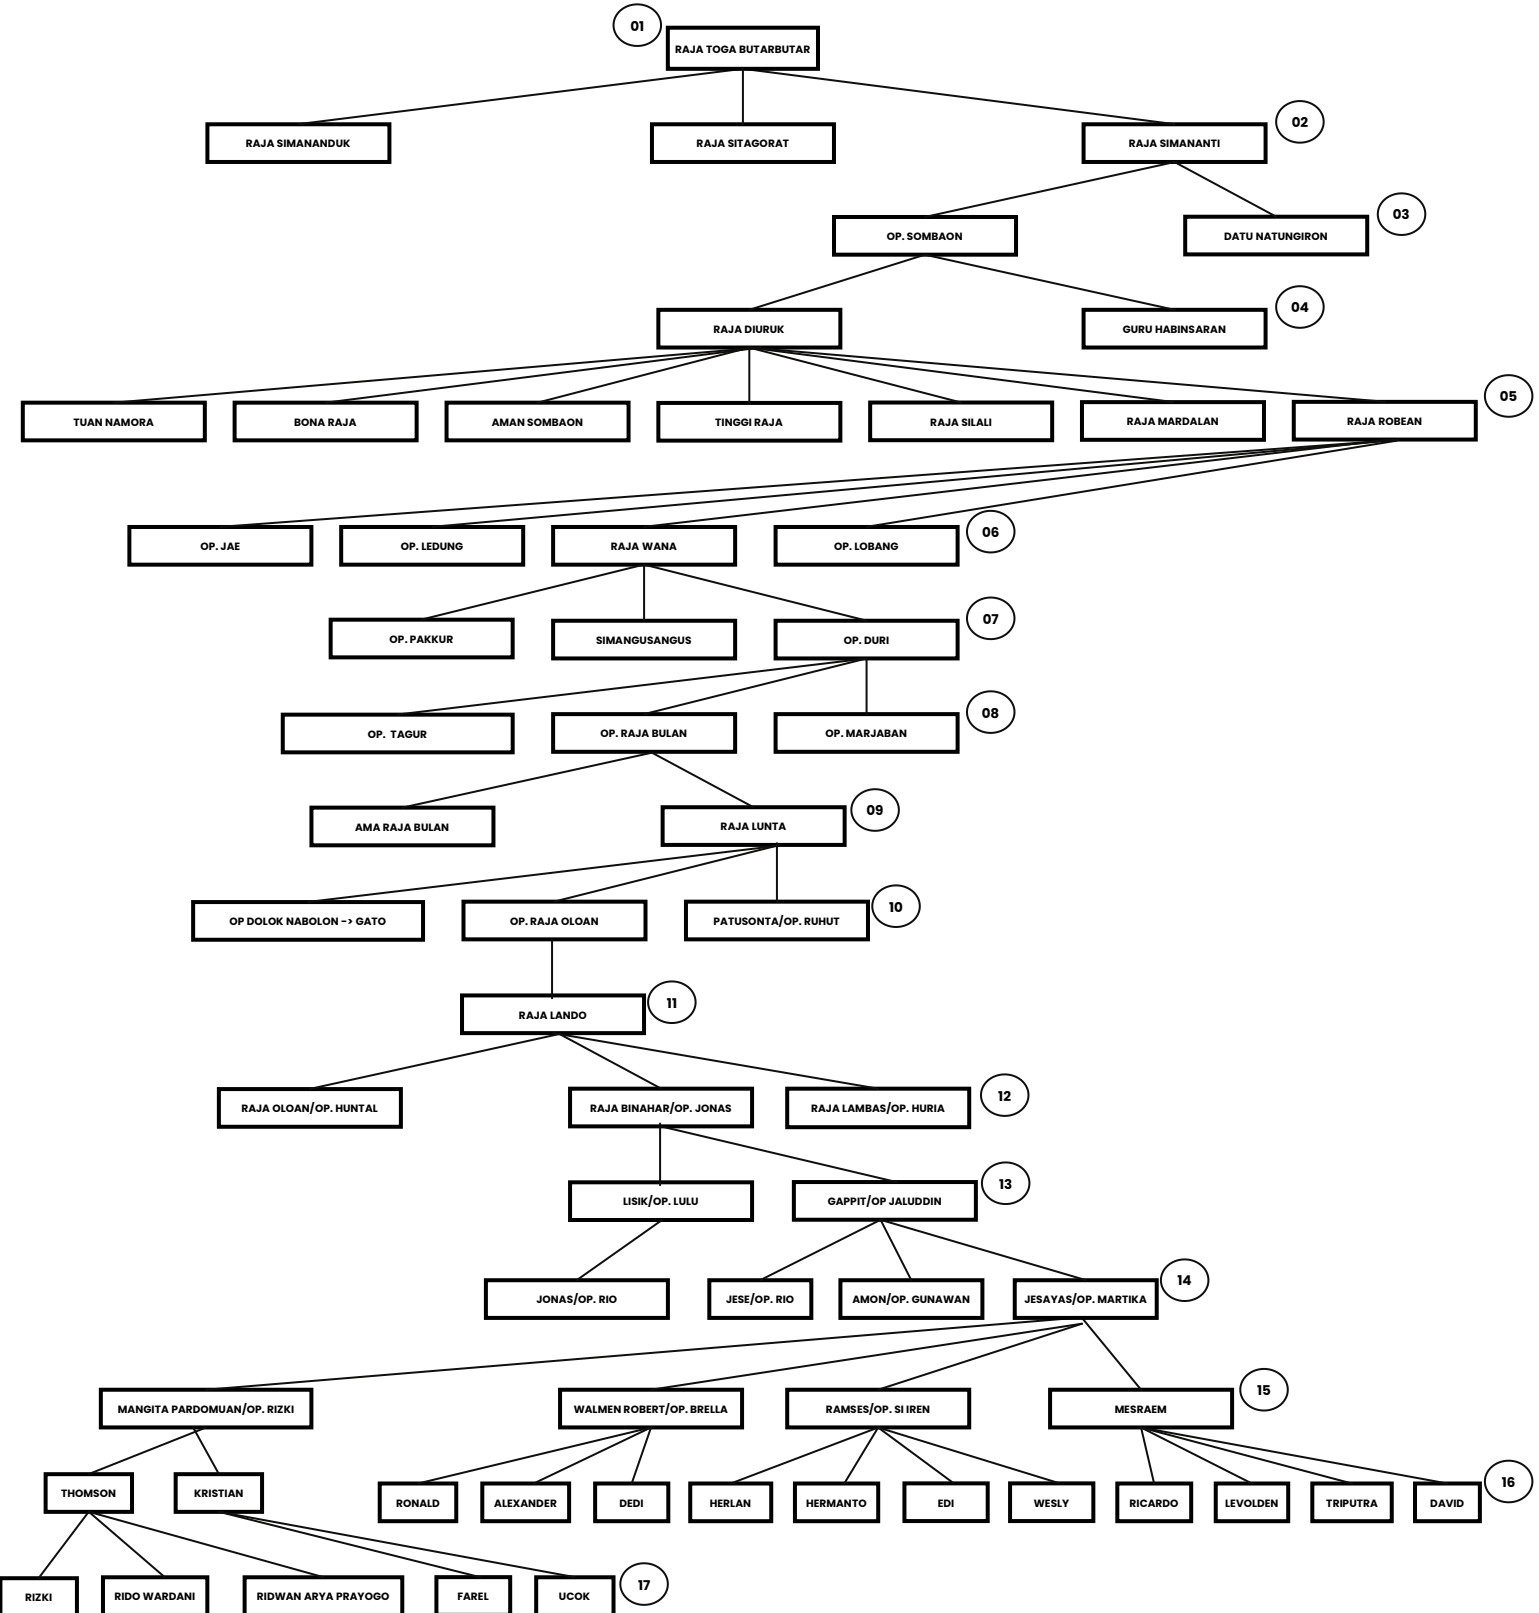 01
RAJA TOGA BUTARBUTAR
RAJA SIMANANDUK
RAJA SITAGORAT
RAJA SIMANANTI
02
OP. SOMBAON
DATU NATUNGIRON
03
RAJA DIURUK
GURU HABINSARAN
04
TUAN NAMORA
BONA RAJA
AMAN SOMBAON
TINGGI RAJA
RAJA SILALI
RAJA MARDALAN
RAJA ROBEAN
05
OP. JAE
OP. LEDUNG
RAJA WANA
OP. LOBANG
06
OP. PAKKUR
SIMANGUSANGUS
OP. DURI
07
OP. TAGUR
OP. RAJA BULAN
OP. MARJABAN
08
AMA RAJA BULAN
RAJA LUNTA
09
OP DOLOK NABOLON -> GATO
OP. RAJA OLOAN
PATUSONTA/OP. RUHUT
10
RAJA LANDO
11
RAJA OLOAN/OP. HUNTAL
RAJA BINAHAR/OP. JONAS
RAJA LAMBAS/OP. HURIA
12
LISIK/OP. LULU
GAPPIT/OP JALUDDIN
13
JONAS/OP. RIO
JESE/OP. RIO
AMON/OP. GUNAWAN
JESAYAS/OP. MARTIKA
14
MANGITA PARDOMUAN/OP. RIZKI
WALMEN ROBERT/OP. BRELLA
RAMSES/OP. SI IREN
MESRAEM
15
THOMSON
KRISTIAN
RONALD
ALEXANDER
DEDI
HERLAN
HERMANTO
EDI
WESLY
RICARDO
LEVOLDEN
TRIPUTRA
DAVID
16
RIZKI
RIDO WARDANI
RIDWAN ARYA PRAYOGO
FAREL
UCOK
17